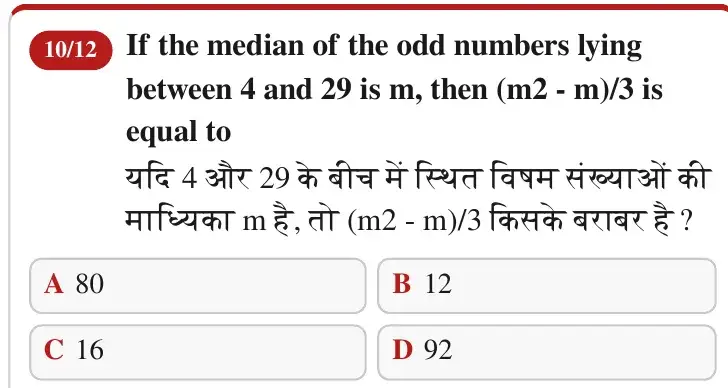 10/12 If the median of the odd numbers lying
between 4 and 29 is m, then (m2 - m)/3 is
equal to
यदि 4 और 29 के बीच में स्थित विषम संख्याओं की
माध्यिका m है, तो (m2 - m)/3 किसके बराबर है ?
A 80 B 12
C 16 D 92